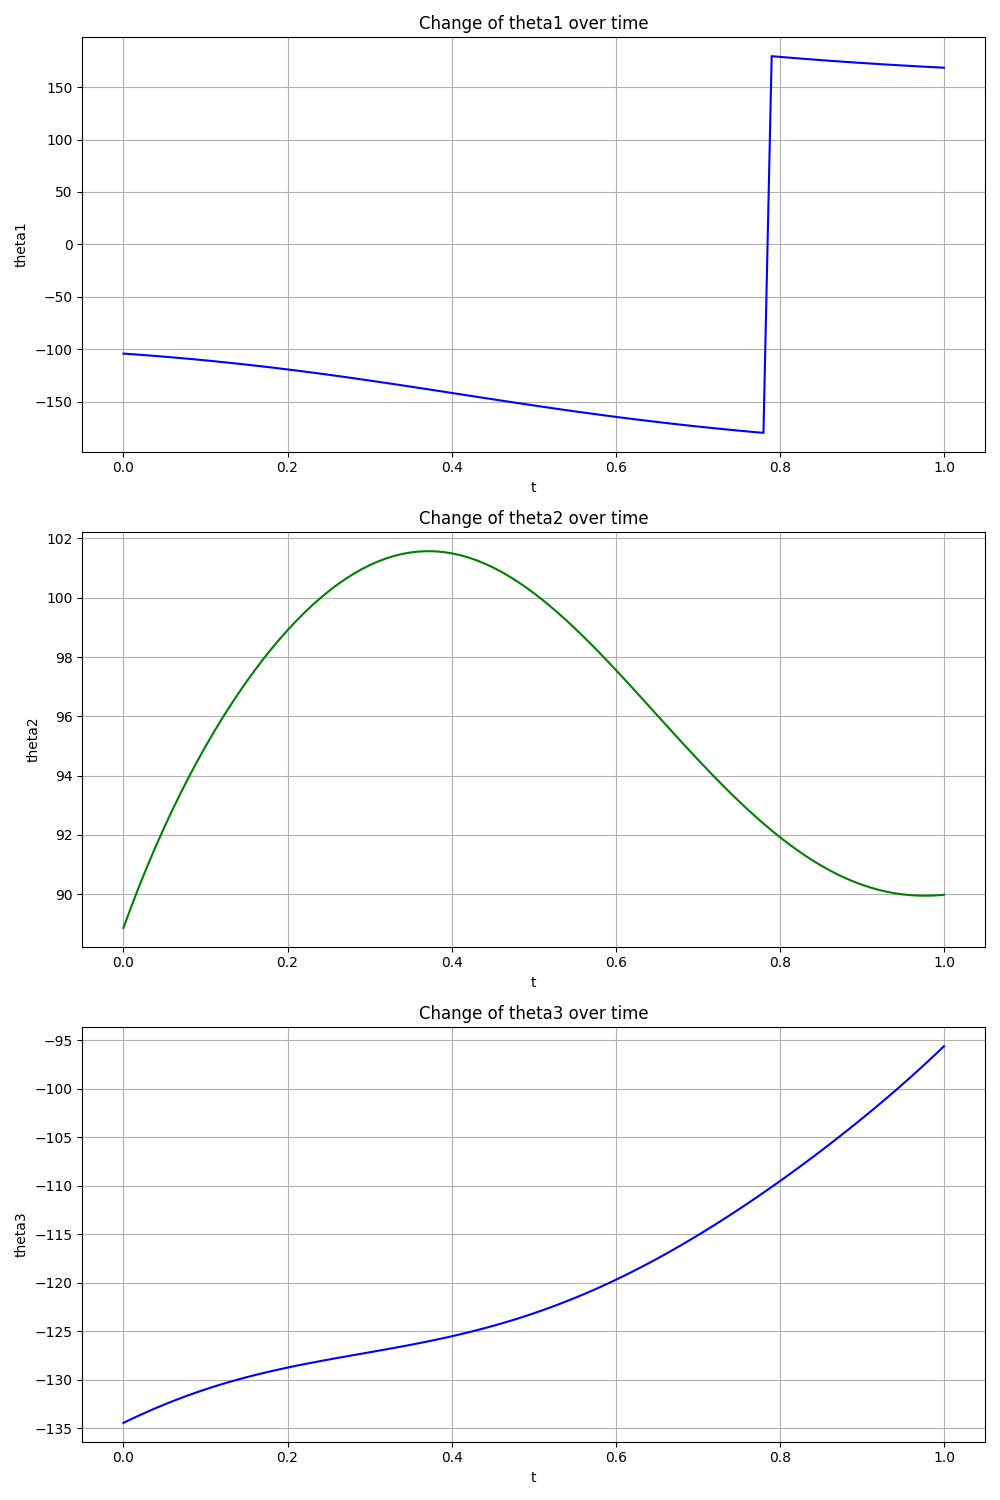 Change of theta1 over time
150
100
50
0
−50
−100
−150
theta1
0.0 0.2 0.4 0.6 0.8 1.0
t
Change of theta2 over time
102
100
98
96
94
92
90
theta2
0.0 0.2 0.4 0.6 0.8 1.0
t
Change of theta3 over time
−95
−100
−105
−110
−115
−120
−125
−130
−135
theta3
0.0 0.2 0.4 0.6 0.8 1.0
t